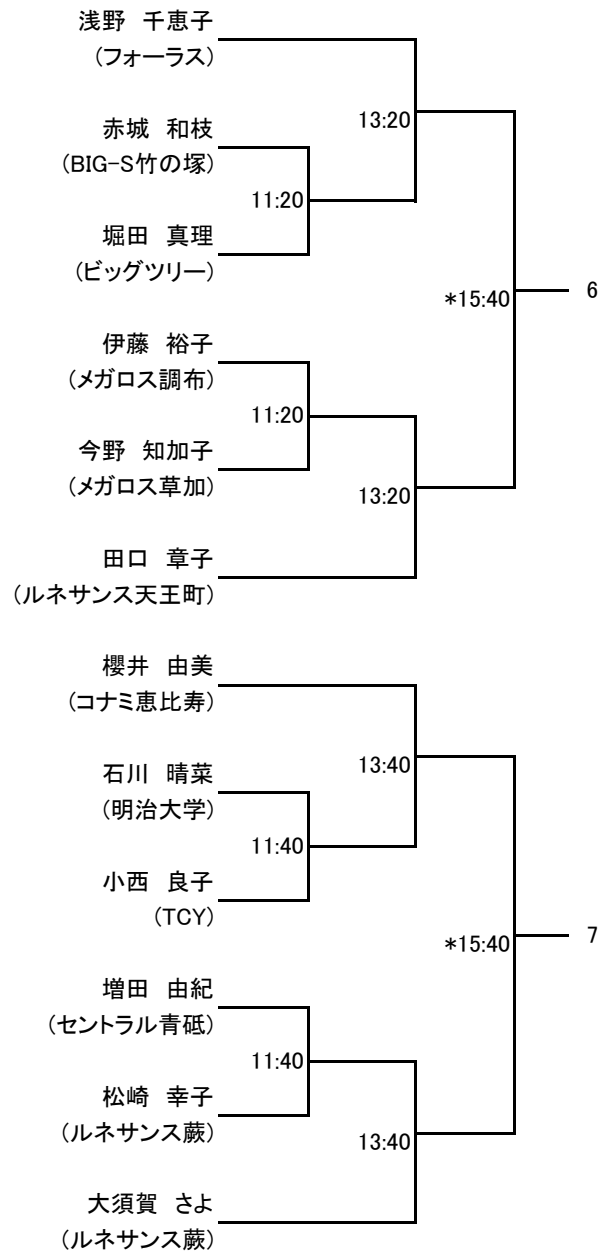 浅野　千恵子
(フォーラス)
13:20
赤城　和枝
(BIG-S竹の塚)
11:20
堀田　真理
(ビッグツリー)
*15:40
6
伊藤　裕子
(メガロス調布)
11:20
今野　知加子
(メガロス草加)
13:20
田口　章子
(ルネサンス天王町)
櫻井　由美
(コナミ恵比寿)
13:40
石川　晴菜
(明治大学)
11:40
小西　良子
(TCY)
*15:40
7
増田　由紀
(セントラル青砥)
11:40
松崎　幸子
(ルネサンス蕨)
13:40
大須賀　さよ
(ルネサンス蕨)